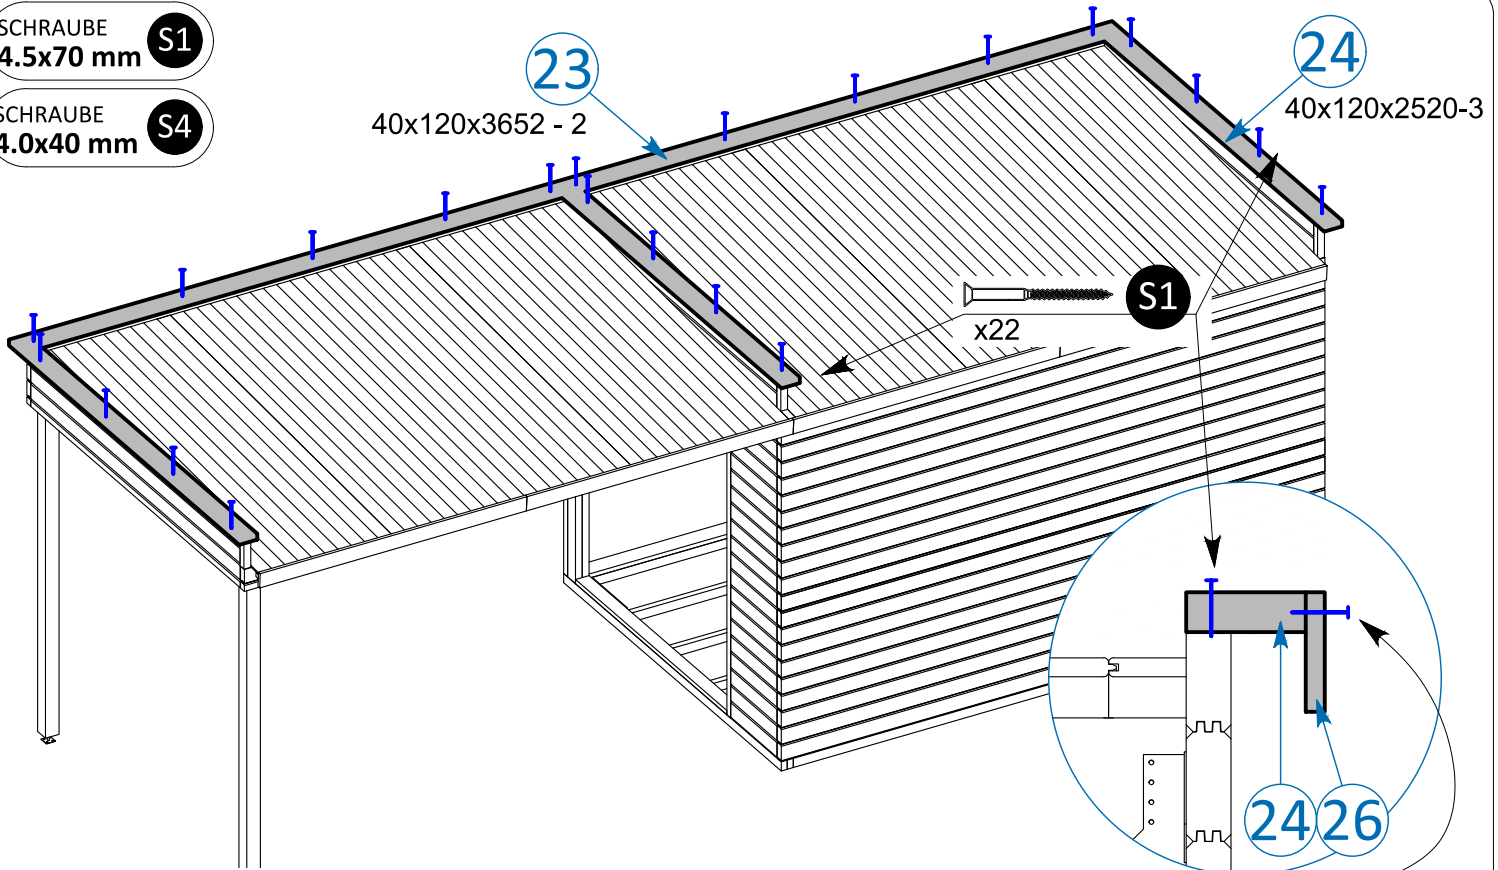 SCHRAUBE
4.5x70 mm
S1
SCHRAUBE
4.0x40 mm
S4
23
40x120x3652 - 2
24
40x120x2520-3
S1
x22
24
26